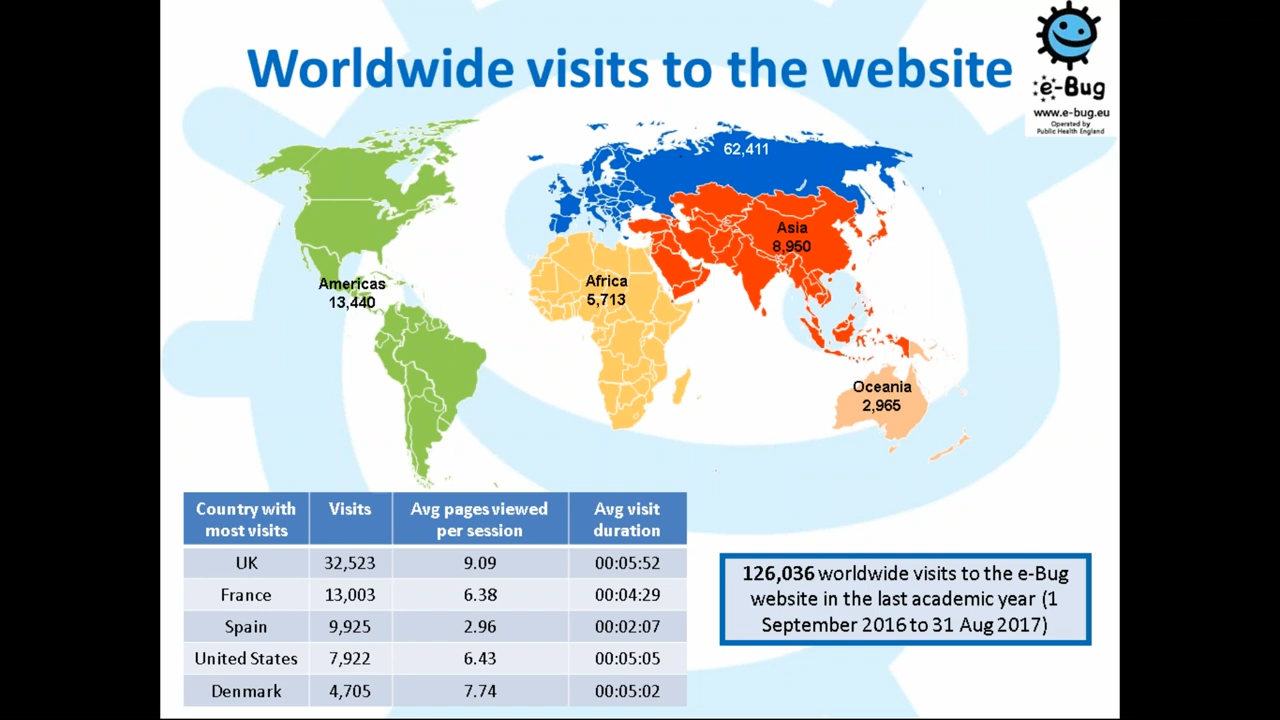 Worldwide visits to the website
e-Bug
www.e-bug.eu
Operated by
Public Health England
62,411
Asia
8,950
Americas
13,440
Africa
5,713
Oceania
2,965
Country with most visits Visits Avg pages viewed per session Avg visit duration
UK 32,523 9.09 00:05:52
France 13,003 6.38 00:04:29
Spain 9,925 2.96 00:02:07
United States 7,922 6.43 00:05:05
Denmark 4,705 7.74 00:05:02
126,036 worldwide visits to the e-Bug
website in the last academic year (1
September 2016 to 31 Aug 2017)